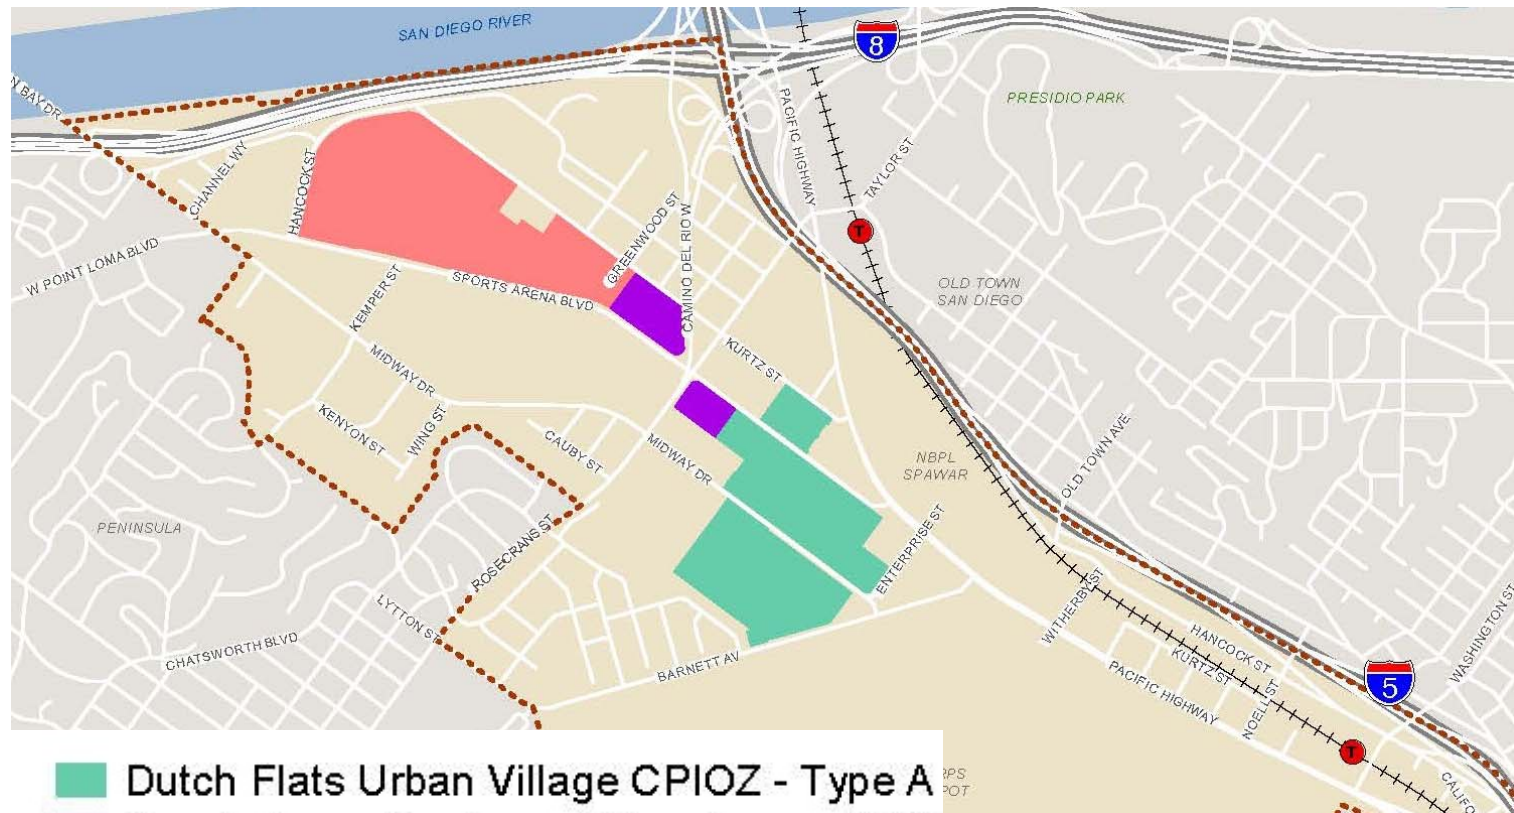 SAN DIEGO RIVER
8
N BAY DR
PRESIDIO PARK
PACIFIC HIGHWAY
TAYLOR ST
CHANNEL WY
HANCOCK ST
T
GREENWOOD ST
CAMINO DEL RIO W
W POINT LOMA BLVD
SPORTS ARENA BLVD
OLD TOWN
SAN DIEGO
KEMPER ST
MIDWAY DR
KURTZ ST
KENYON ST
WING ST
CAUBY ST
MIDWAY DR
NBPL
SPAWAR
OLD TOWN AVE
PENINSULA
ROSECRANS ST
ENTERPRISE ST
LYTTON ST
WITHERBY ST
CHATSWORTH BLVD
BARNETT AV
HANCOCK ST
KURTZ ST
WASHINGTON ST
PACIFIC HIGHWAY
NOELL ST
5
T
RPS
POT
CALIFO
Dutch Flats Urban Village CPIOZ - Type A